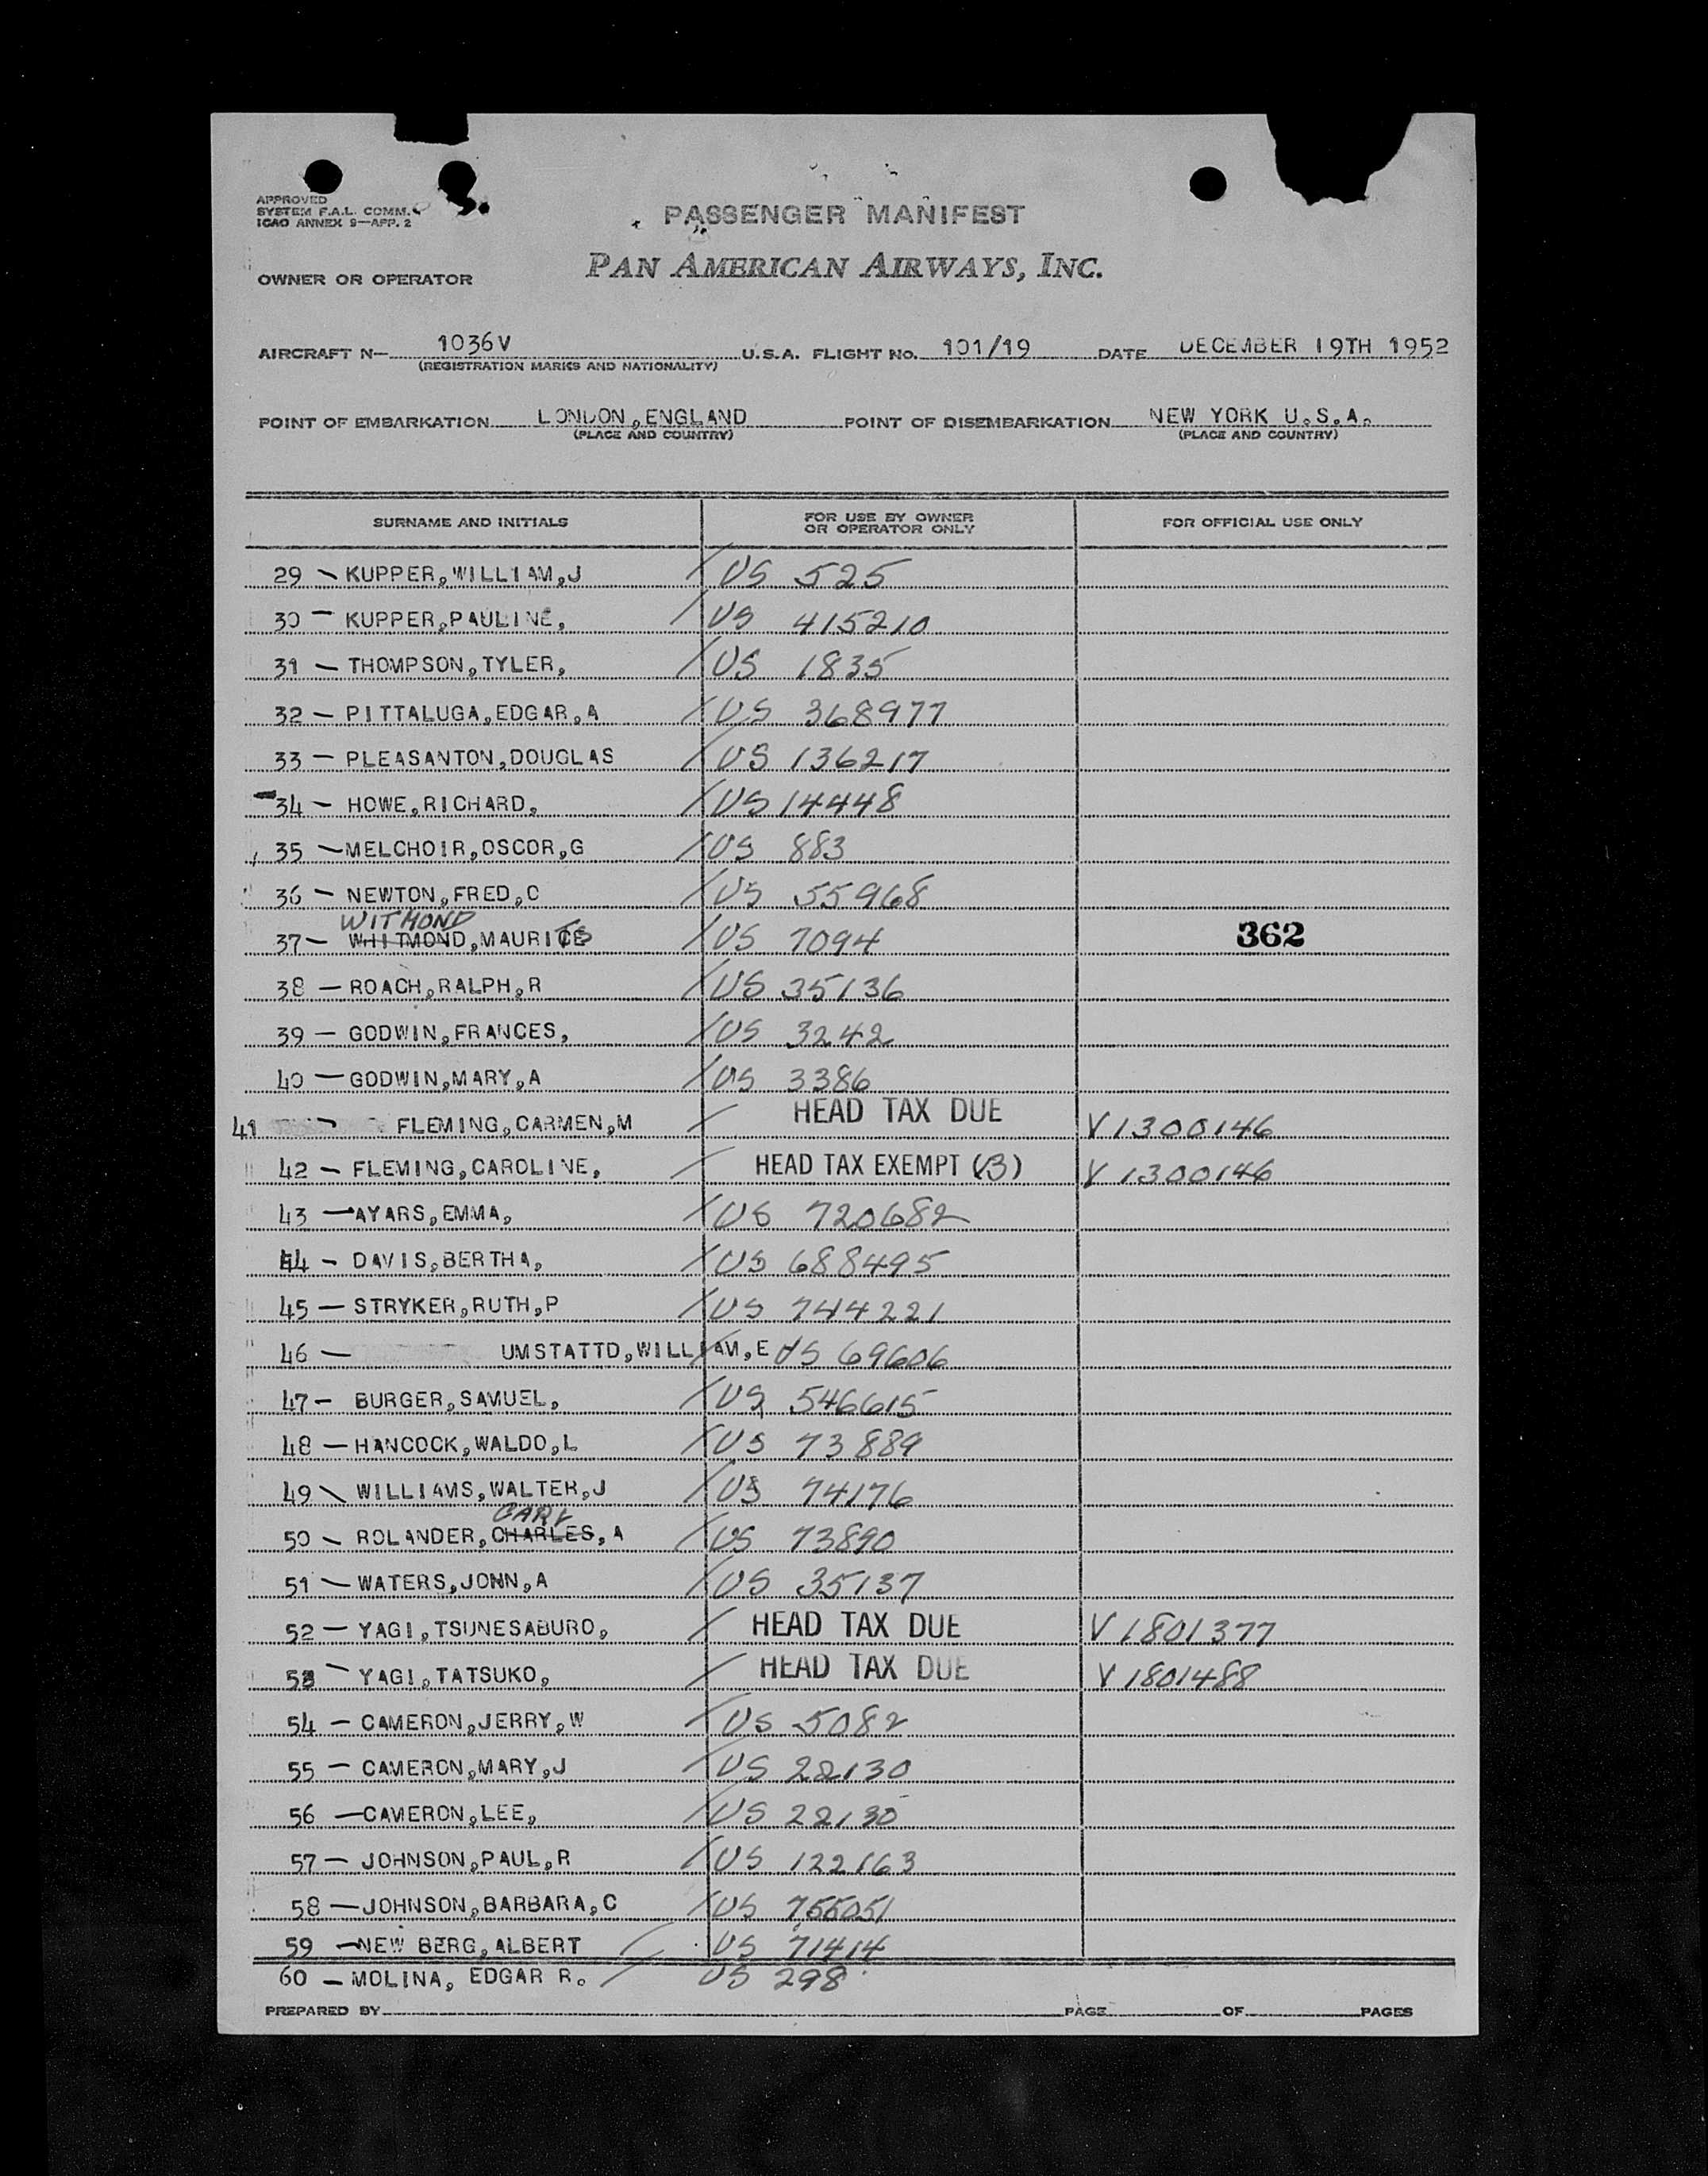 APPROVED
SYSTEM F.A.L. COMM.
ICAO ANNEX 9—APP. 2
PASSENGER MANIFEST
OWNER OR OPERATOR PAN AMERICAN AIRWAYS, INC.
AIRCRAFT N— 1036V U.S.A. FLIGHT NO. 101/19 DATE DECEMBER 19TH 1952
(REGISTRATION MARKS AND NATIONALITY)
POINT OF EMBARKATION LONDON,ENGLAND POINT OF DISEMBARKATION NEW YORK U.S.A.
(PLACE AND COUNTRY) (PLACE AND COUNTRY)
SURNAME AND INITIALS FOR USE BY OWNER OR OPERATOR ONLY FOR OFFICIAL USE ONLY
29 — KUPPER,WILLIAM,J US 525
30 — KUPPER,PAULINE, US 415210
31 — THOMPSON,TYLER, US 1835
32 — PITTALUGA,EDGAR,A US 368977
33 — PLEASANTON,DOUGLAS US 136217
34 — HOWE,RICHARD, US 14448
35 — MELCHOIR,OSCOR,G US 883
36 — NEWTON,FRED,C US 55968
WITMOND
37 — WHITMOND,MAURITS US 7094 362
38 — ROACH,RALPH,R US 35136
39 — GODWIN,FRANCES, US 3242
40 — GODWIN,MARY,A US 3386
41 — FLEMING,CARMEN,M HEAD TAX DUE V1300146
42 — FLEMING,CAROLINE, HEAD TAX EXEMPT (3) V 1300146
43 — AYARS,EMMA, US 720682
44 — DAVIS,BERTHA, US 688495
45 — STRYKER,RUTH,P US 744221
46 — UMSTATTD,WILLIAM,E US 69606
47 — BURGER,SAMUEL, US 546615
48 — HANCOCK,WALDO,L US 73889
49 — WILLIAMS,WALTER,J US 74176
CARL
50 — ROLANDER,CHARLES,A US 73890
51 — WATERS,JOHN,A US 35137
52 — YAGI,TSUNESABURO, HEAD TAX DUE V 1801377
53 — YAGI,TATSUKO, HEAD TAX DUE V 1801488
54 — CAMERON,JERRY,W US 5082
55 — CAMERON,MARY,J US 22130
56 — CAMERON,LEE, US 22130
57 — JOHNSON,PAUL,R US 122163
58 — JOHNSON,BARBARA,C US 755051
59 — NEW BERG,ALBERT US 71414
60 — MOLINA, EDGAR R. US 298
PREPARED BY PAGE OF PAGES